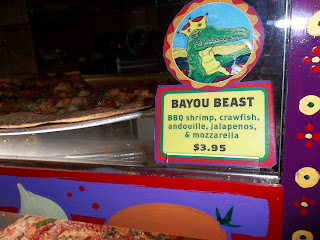 BAYOU BEAST
BBQ shrimp, crawfish,
andouille, jalapenos,
& mozzarella
$3.95